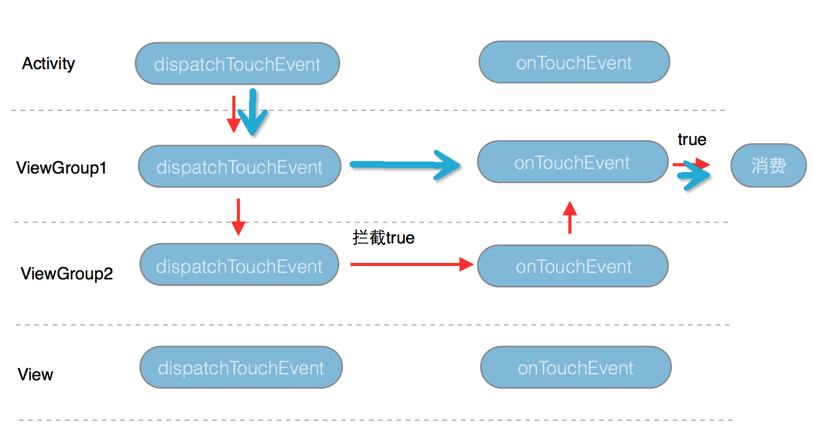 Activity
dispatchTouchEvent
onTouchEvent
true
ViewGroup1
dispatchTouchEvent
onTouchEvent
消费
拦截true
ViewGroup2
dispatchTouchEvent
onTouchEvent
View
dispatchTouchEvent
onTouchEvent